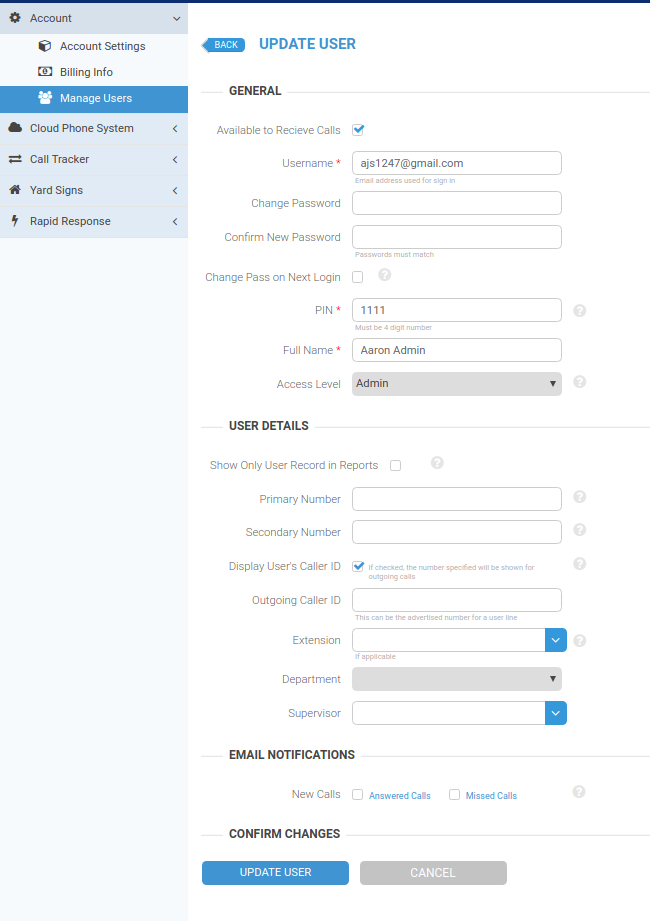 Account
Account Settings
Billing Info
Manage Users
Cloud Phone System
Call Tracker
Yard Signs
Rapid Response
BACK UPDATE USER
GENERAL
Available to Recieve Calls
Username * ajs1247@gmail.com
Email address used for sign in
Change Password
Confirm New Password
Passwords must match
Change Pass on Next Login ?
PIN * 1111 ?
Must be 4 digit number
Full Name * Aaron Admin
Access Level Admin ?
USER DETAILS
Show Only User Record in Reports ?
Primary Number ?
Secondary Number ?
Display User's Caller ID If checked, the number specified will be shown for ?
outgoing calls
Outgoing Caller ID
This can be the advertised number for a user line
Extension ?
If applicable
Department
Supervisor
EMAIL NOTIFICATIONS
New Calls Answered Calls Missed Calls ?
CONFIRM CHANGES
UPDATE USER CANCEL